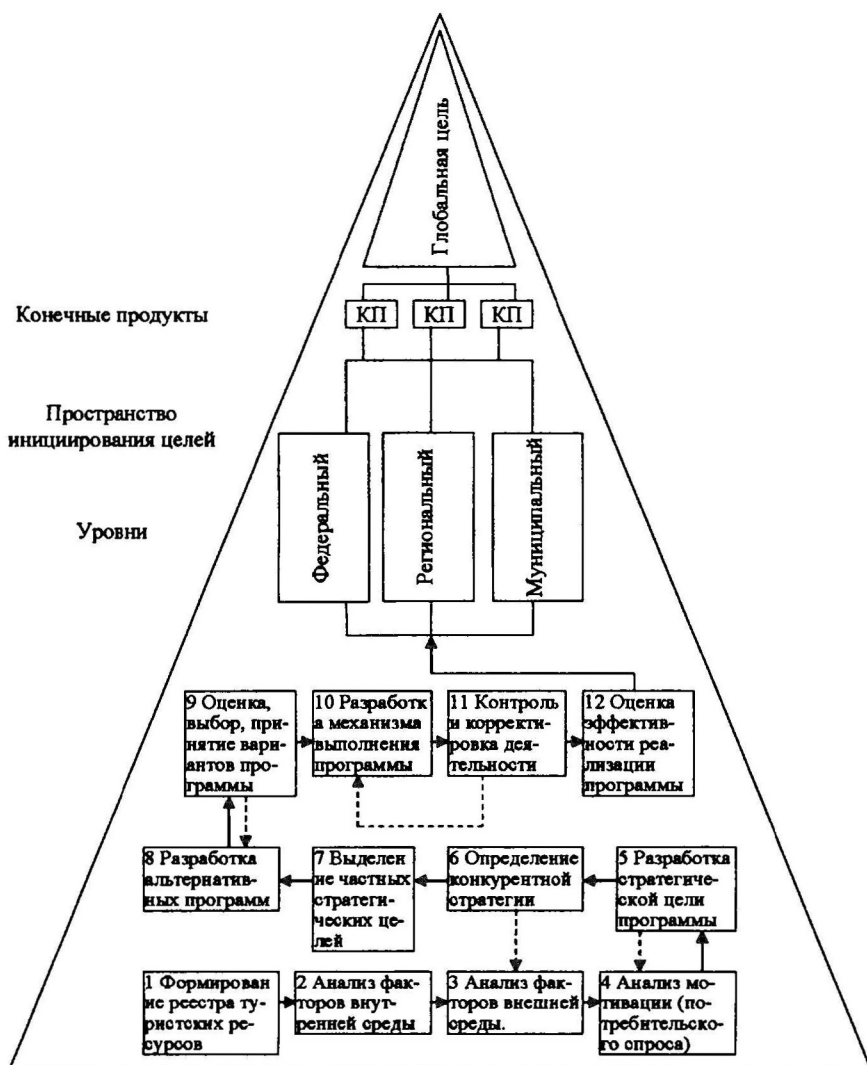 Глобальная цель
Конечные продукты
КП
КП
КП
Пространство
инициирования целей
Уровни
Федеральный
Региональный
Муниципальный
9 Оценка,
выбор, при-
нятие вари-
антов про-
граммы
10 Разработк
а механизма
выполнения
программы
11 Контроль
и корректи-
ровка дея-
тельности
12 Оценка
эффектив-
ности реа-
лизации
программы
8 Разработка
альтернатив-
ных программ
7 Выделен
ие частных
стратеги-
ческих целей
6 Определение
конкурентной
стратегии
5 Разработка
стратегиче-
ской цели
программы
1 Формирован
ие реестра ту-
ристских ре-
сурсов
2 Анализ фак-
торов внут-
ренней среды
3 Анализ фак-
торов внешней
среды.
4 Анализ мо-
тивации (по-
требительско-
го спроса)